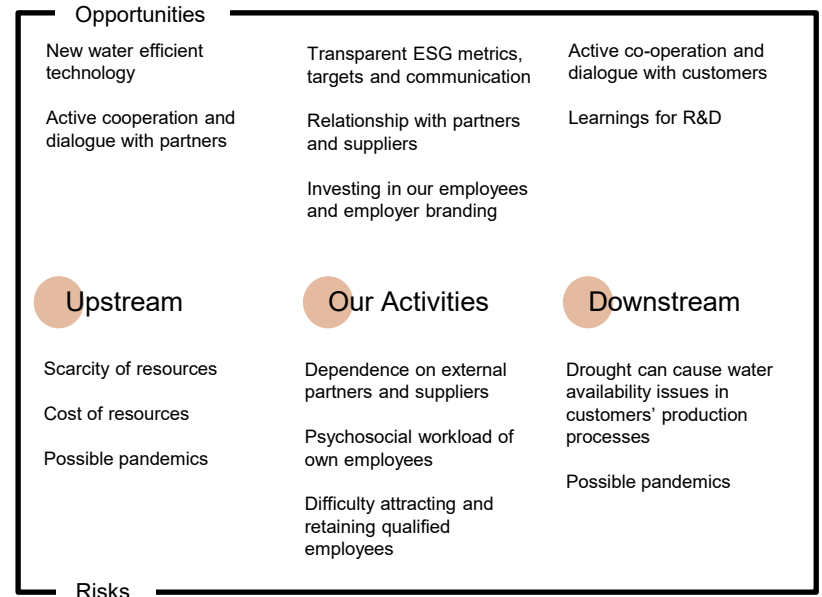 Opportunities
New water efficient
technology
Active cooperation and
dialogue with partners
Transparent ESG metrics,
targets and communication
Relationship with partners
and suppliers
Investing in our employees
and employer branding
Active co-operation and
dialogue with customers
Learnings for R&D
Upstream
Our Activities
Downstream
Scarcity of resources
Cost of resources
Possible pandemics
Dependence on external
partners and suppliers
Psychosocial workload of
own employees
Difficulty attracting and
retaining qualified
employees
Drought can cause water
availability issues in
customers’ production
processes
Possible pandemics
Risks